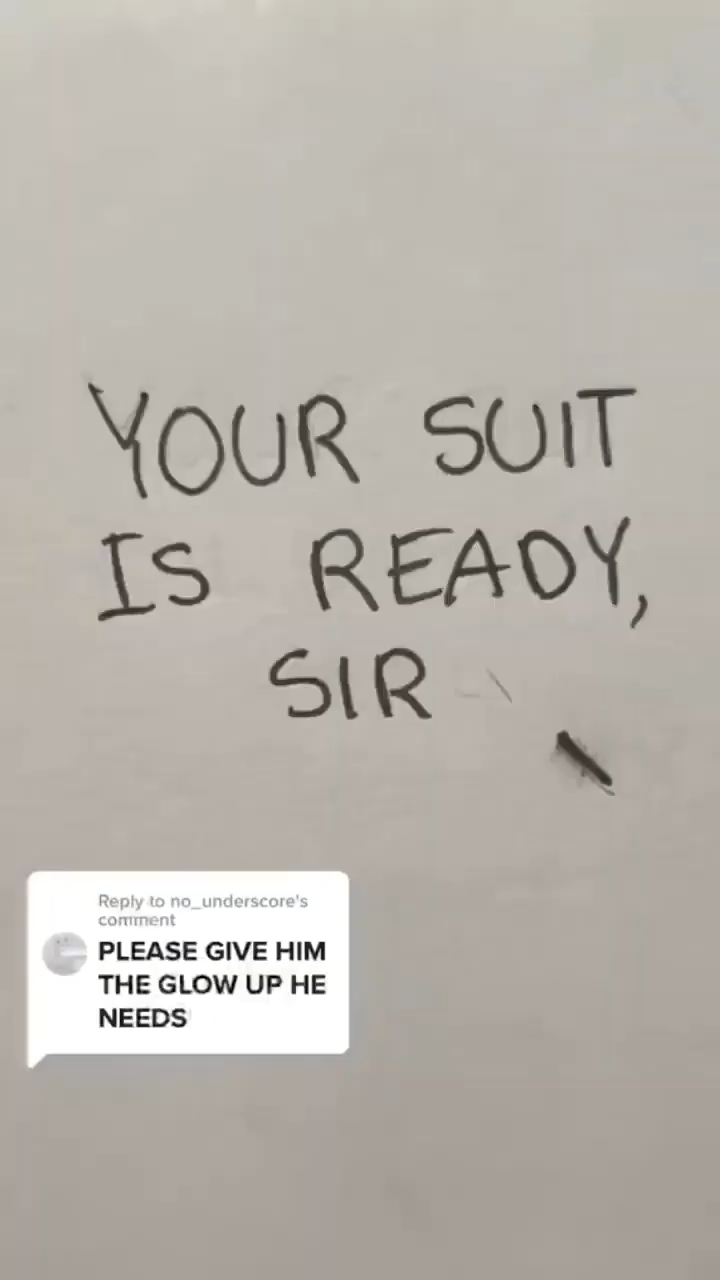 YOUR SUIT
IS READY,
SIR
Reply to no_underscore's
comment
PLEASE GIVE HIM
THE GLOW UP HE
NEEDS